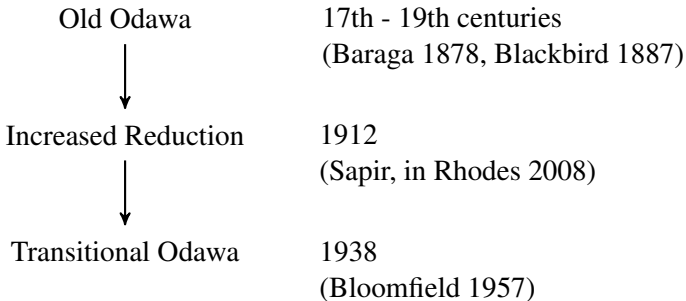 Old Odawa 17th - 19th centuries
(Baraga 1878, Blackbird 1887)
Increased Reduction 1912
(Sapir, in Rhodes 2008)
Transitional Odawa 1938
(Bloomfield 1957)